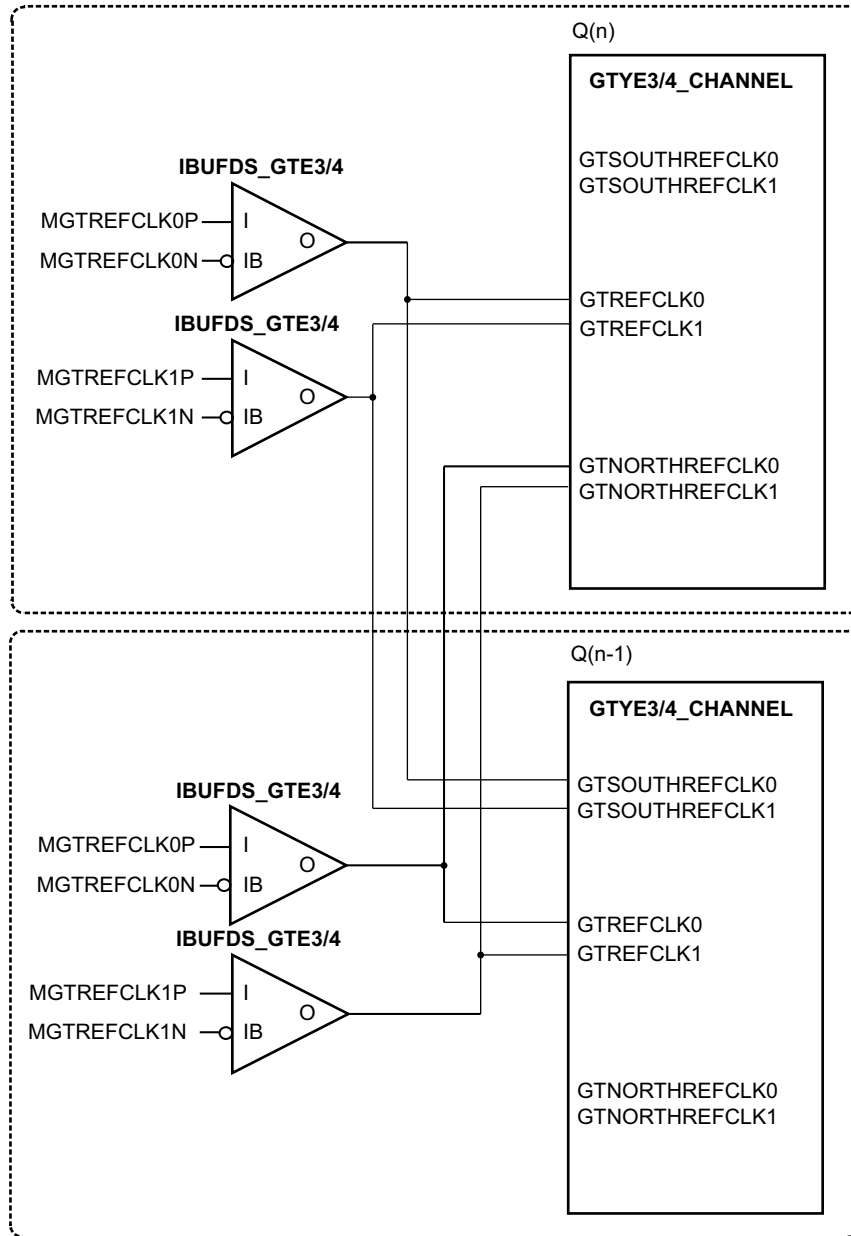 Q(n)
GTYE3/4_CHANNEL
GTSOUTHREFCLK0
GTSOUTHREFCLK1
IBUFDS_GTE3/4
MGTREFCLK0P
I
O
MGTREFCLK0N
IB
GTREFCLK0
GTREFCLK1
IBUFDS_GTE3/4
MGTREFCLK1P
I
O
MGTREFCLK1N
IB
GTNORTHREFCLK0
GTNORTHREFCLK1
Q(n-1)
GTYE3/4_CHANNEL
GTSOUTHREFCLK0
GTSOUTHREFCLK1
IBUFDS_GTE3/4
MGTREFCLK0P
I
O
MGTREFCLK0N
IB
GTREFCLK0
GTREFCLK1
IBUFDS_GTE3/4
MGTREFCLK1P
I
O
MGTREFCLK1N
IB
GTNORTHREFCLK0
GTNORTHREFCLK1